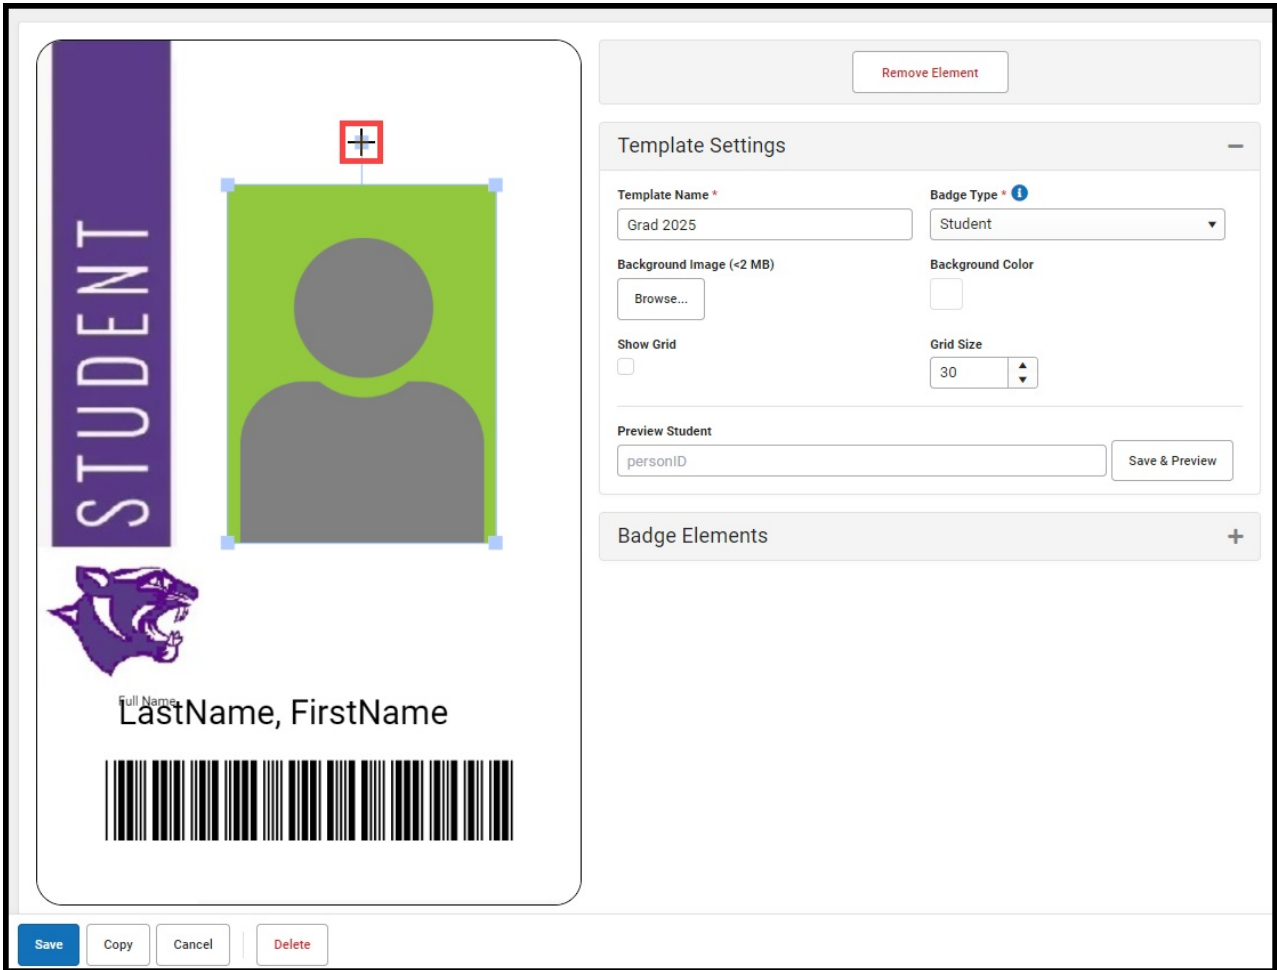 STUDENT
Full Name
LastName, FirstName
Remove Element
Template Settings
Template Name *
Badge Type *
Grad 2025
Student
Background Image (<2 MB)
Background Color
Browse...
Show Grid
Grid Size
30
Preview Student
personID
Save & Preview
Badge Elements
Save
Copy
Cancel
Delete